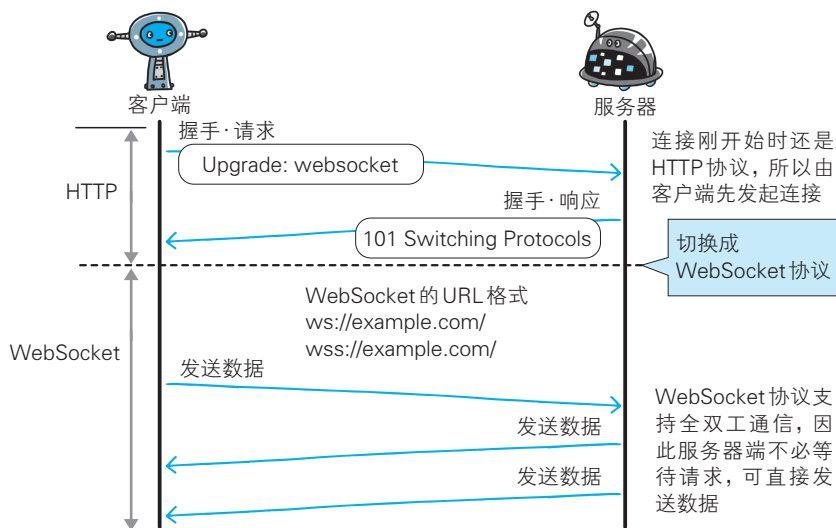 客户端
服务器
握手·请求
Upgrade: websocket
连接刚开始时还是
HTTP协议，所以由
客户端先发起连接
HTTP
握手·响应
101 Switching Protocols
切换成
WebSocket协议
WebSocket的URL格式
ws://example.com/
wss://example.com/
WebSocket
发送数据
WebSocket协议支
持全双工通信，因
此服务器端不必等
待请求，可直接发
送数据
发送数据
发送数据